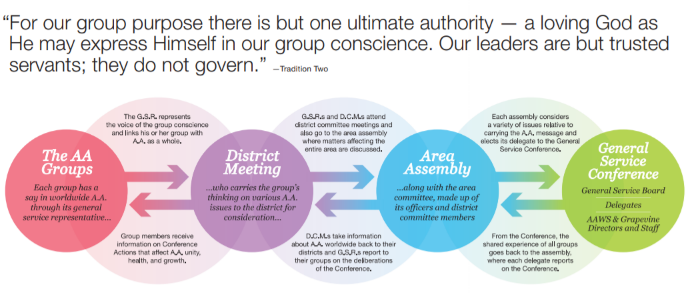 “For our group purpose there is but one ultimate authority — a loving God as
He may express Himself in our group conscience. Our leaders are but trusted
servants; they do not govern.” —Tradition Two
The G.S.R. represents
the voice of the group conscience
and links his or her group with
A.A. as a whole.
G.S.R.s and D.C.M.s attend
district committee meetings and
also go to the area assembly
where matters affecting the
entire area are discussed.
Each assembly considers
a variety of issues relative to
carrying the A.A. message and
elects its delegate to the General
Service Conference.
The AA
Groups
Each group has a
say in worldwide A.A.
through its general
service representative...
District
Meeting
...who carries the group’s
thinking on various A.A.
issues to the district for
consideration...
Area
Assembly
...along with the area
committee, made up of
its officers and district
committee members
General
Service
Conference
General Service Board
Delegates
AAWS & Grapevine
Directors and Staff
Group members receive
information on Conference
Actions that affect A.A. unity,
health, and growth.
D.C.M.s take information
about A.A. worldwide back to their
districts and G.S.R.s report to
their groups on the deliberations
of the Conference.
From the Conference, the
shared experience of all groups
goes back to the assembly,
where each delegate reports
on the Conference.